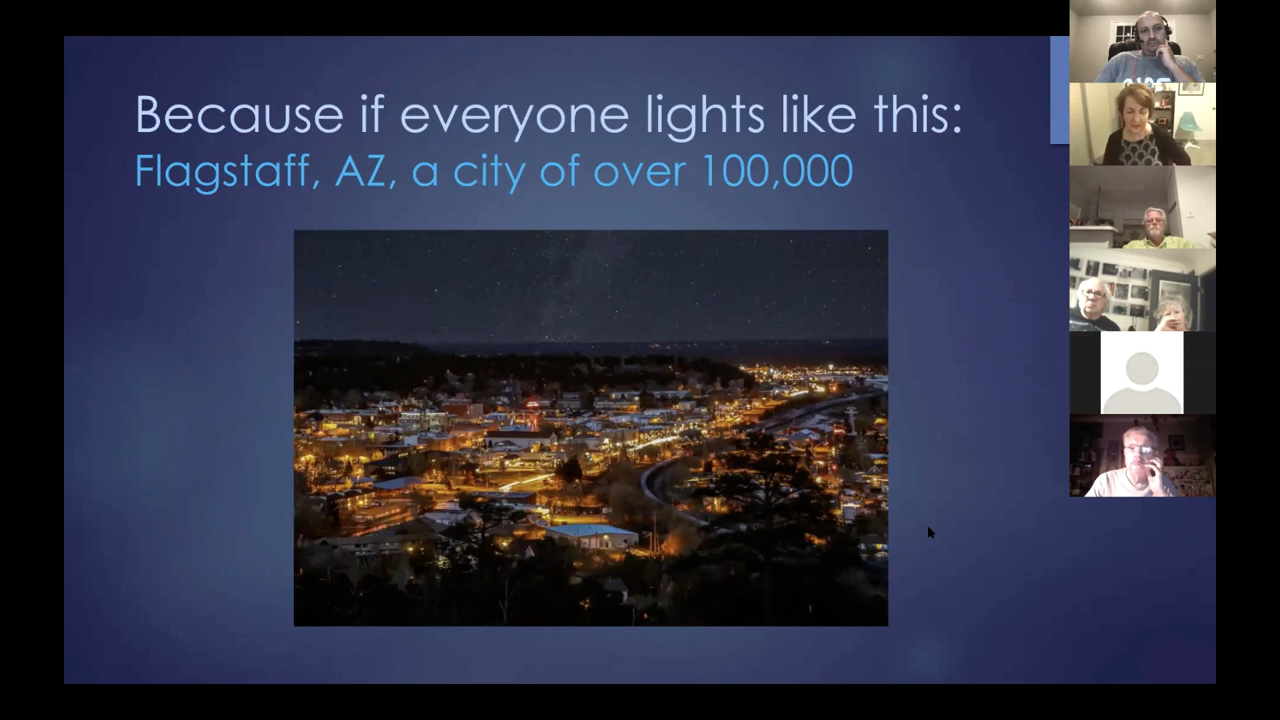 Because if everyone lights like this:
Flagstaff, AZ, a city of over 100,000